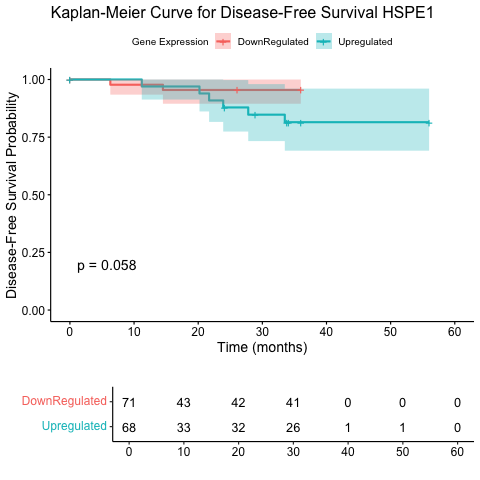 Kaplan-Meier Curve for Disease-Free Survival HSPE1
Gene Expression DownRegulated Upregulated
Disease-Free Survival Probability
1.00
0.75
0.50
0.25
0.00
p = 0.058
0 10 20 30 40 50 60
Time (months)
DownRegulated 71 43 42 41 0 0 0
Upregulated 68 33 32 26 1 1 0
0 10 20 30 40 50 60